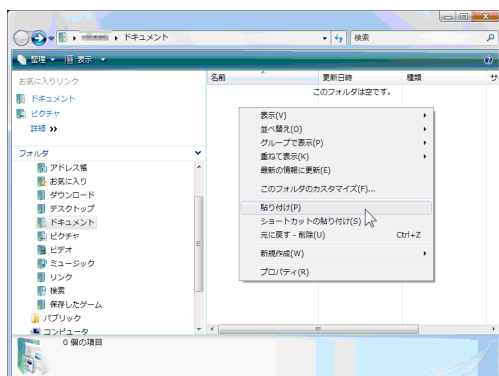 ドキュメント
検索
整理 表示
お気に入りリンク
ドキュメント
ピクチャ
詳細 »
フォルダ
アドレス帳
お気に入り
ダウンロード
デスクトップ
ドキュメント
ピクチャ
ビデオ
ミュージック
リンク
検索
保存したゲーム
パブリック
コンピュータ
名前 更新日時 種類 サ
このフォルダは空です。
表示(V)
並べ替え(O)
グループで表示(P)
重ねて表示(K)
最新の情報に更新(E)
このフォルダのカスタマイズ(F)...
貼り付け(P)
ショートカットの貼り付け(S)
元に戻す - 削除(U) Ctrl+Z
新規作成(W)
プロパティ(R)
0 個の項目